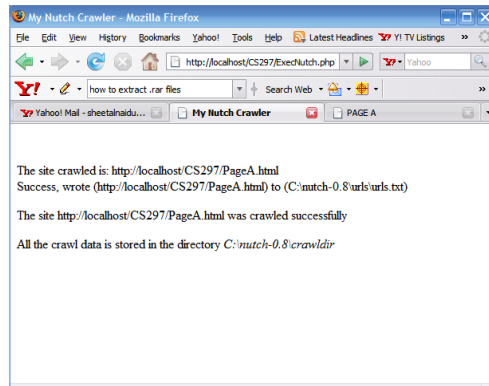 My Nutch Crawler - Mozilla Firefox
File Edit View History Bookmarks Yahoo! Tools Help Latest Headlines Y! TV Listings »
http://localhost/CS297/ExecNutch.php Yahoo
Y! how to extract .rar files Search Web »
Yahoo! Mail - sheetalnaidu... My Nutch Crawler PAGE A
The site crawled is: http://localhost/CS297/PageA.html
Success, wrote (http://localhost/CS297/PageA.html) to (C:\nutch-0.8\urls\urls.txt)
The site http://localhost/CS297/PageA.html was crawled successfully
All the crawl data is stored in the directory C:\nutch-0.8\crawldir